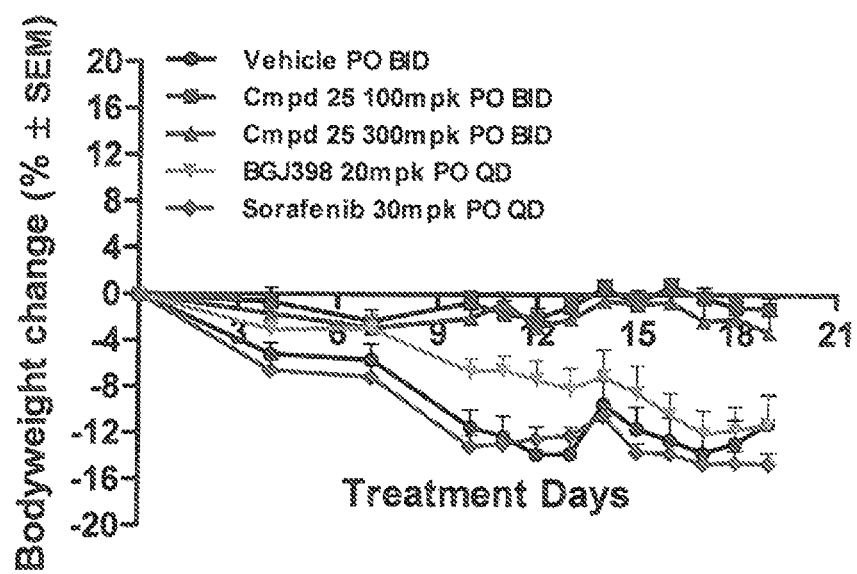 Bodyweight change (% ± SEM)
20
16
12
8
4
0
-4
-8
-12
-16
-20
Vehicle PO BID
Cmpd 25 100mpk PO BID
Cmpd 25 300mpk PO BID
BGJ398 20mpk PO QD
Sorafenib 30mpk PO QD
3 6 9 12 15 18 21
Treatment Days